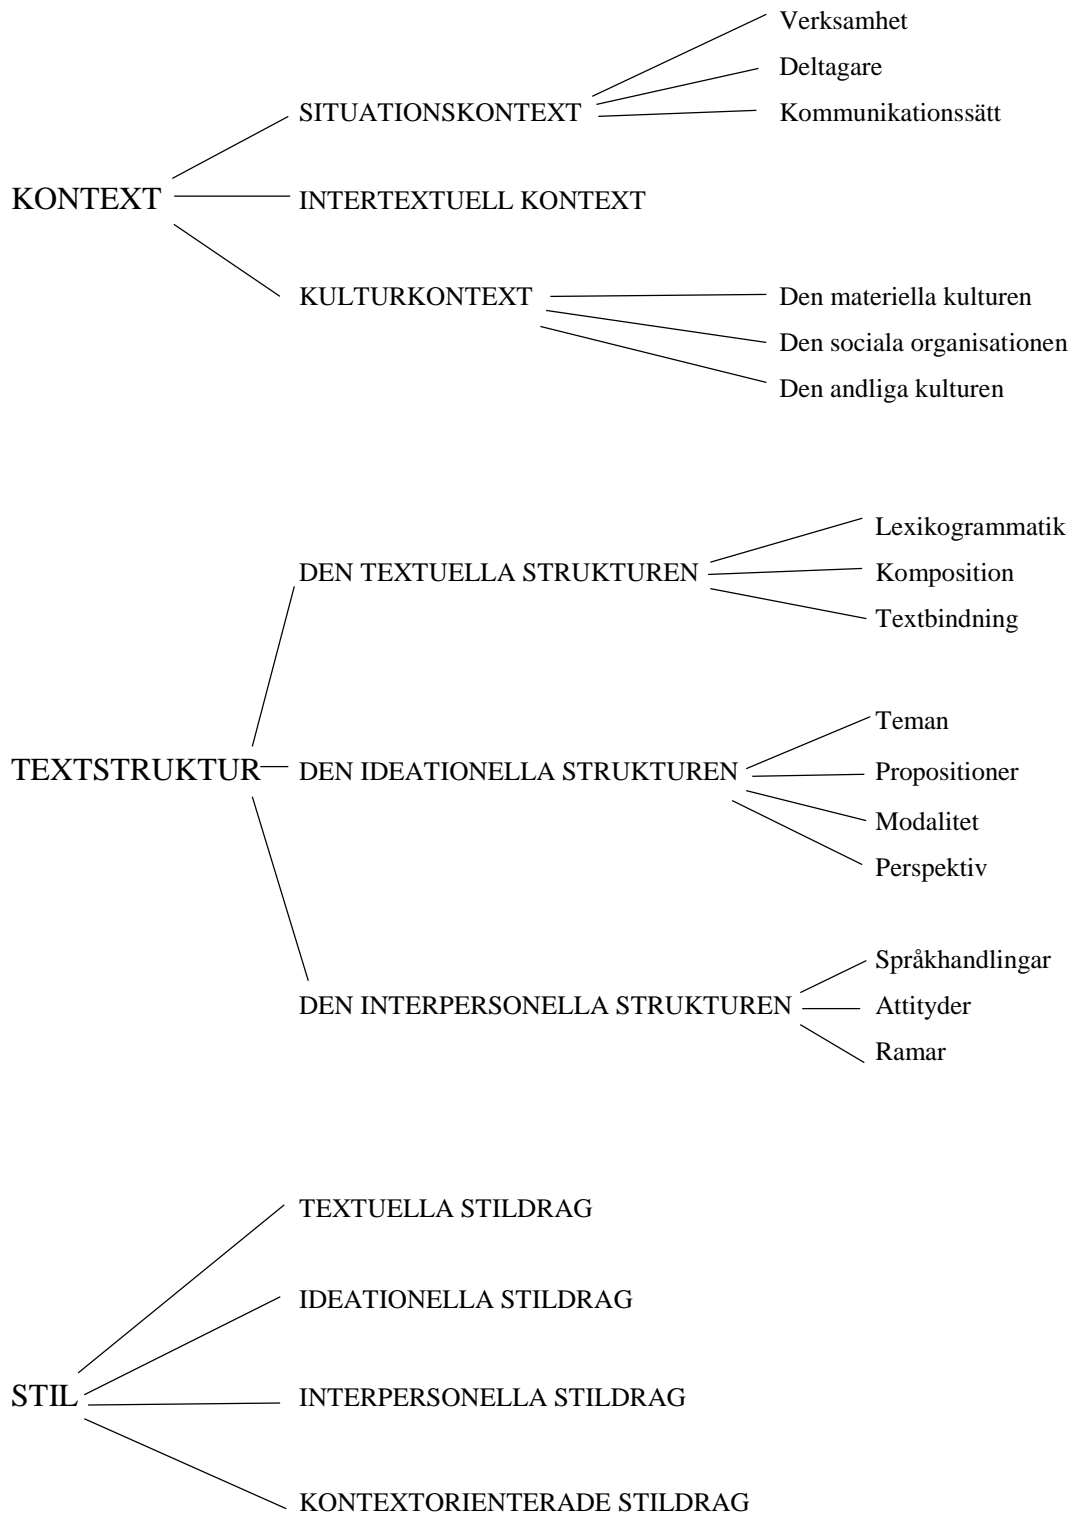 Verksamhet
Deltagare
SITUATIONSKONTEXT
Kommunikationssätt
KONTEXT
INTERTEXTUELL KONTEXT
KULTURKONTEXT
Den materiella kulturen
Den sociala organisationen
Den andliga kulturen
Lexikogrammatik
DEN TEXTUELLA STRUKTUREN
Komposition
Textbindning
Teman
TEXTSTRUKTUR
DEN IDEATIONELLA STRUKTUREN
Propositioner
Modalitet
Perspektiv
Språkhandlingar
DEN INTERPERSONELLA STRUKTUREN
Attityder
Ramar
TEXTUELLA STILDRAG
IDEATIONELLA STILDRAG
STIL
INTERPERSONELLA STILDRAG
KONTEXTORIENTERADE STILDRAG